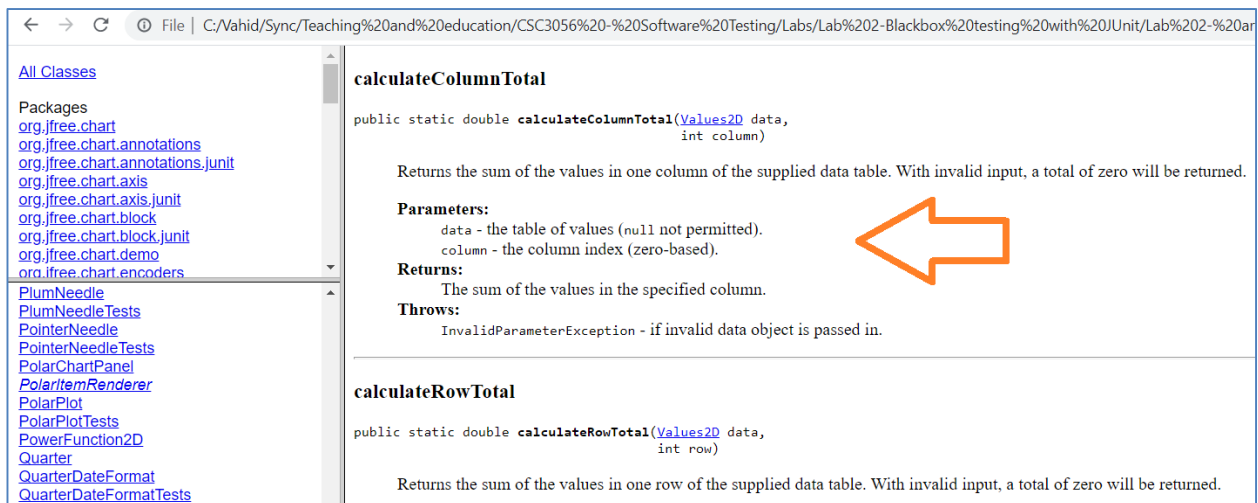 File | C:/Vahid/Sync/Teaching%20and%20education/CSC3056%20-%20Software%20Testing/Labs/Lab%202-Blackbox%20testing%20with%20JUnit/Lab%202-%20ar
All Classes
Packages
org.jfree.chart
org.jfree.chart.annotations
org.jfree.chart.annotations.junit
org.jfree.chart.axis
org.jfree.chart.axis.junit
org.jfree.chart.block
org.jfree.chart.block.junit
org.jfree.chart.demo
org.jfree.chart.encoders
PlumNeedle
PlumNeedleTests
PointerNeedle
PointerNeedleTests
PolarChartPanel
PolarItemRenderer
PolarPlot
PolarPlotTests
PowerFunction2D
Quarter
QuarterDateFormat
QuarterDateFormatTests
calculateColumnTotal
public static double calculateColumnTotal(Values2D data,
int column)
Returns the sum of the values in one column of the supplied data table. With invalid input, a total of zero will be returned.
Parameters:
data - the table of values (null not permitted).
column - the column index (zero-based).
Returns:
The sum of the values in the specified column.
Throws:
InvalidParameterException - if invalid data object is passed in.
calculateRowTotal
public static double calculateRowTotal(Values2D data,
int row)
Returns the sum of the values in one row of the supplied data table. With invalid input, a total of zero will be returned.